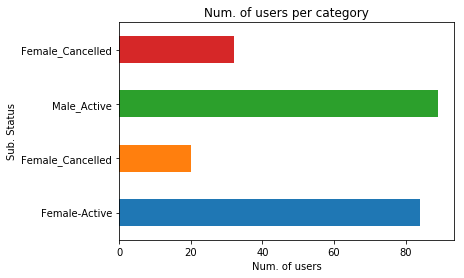 Num. of users per category
Female_Cancelled
Male_Active
Female_Cancelled
Female-Active
Sub. Status
0 20 40 60 80
Num. of users